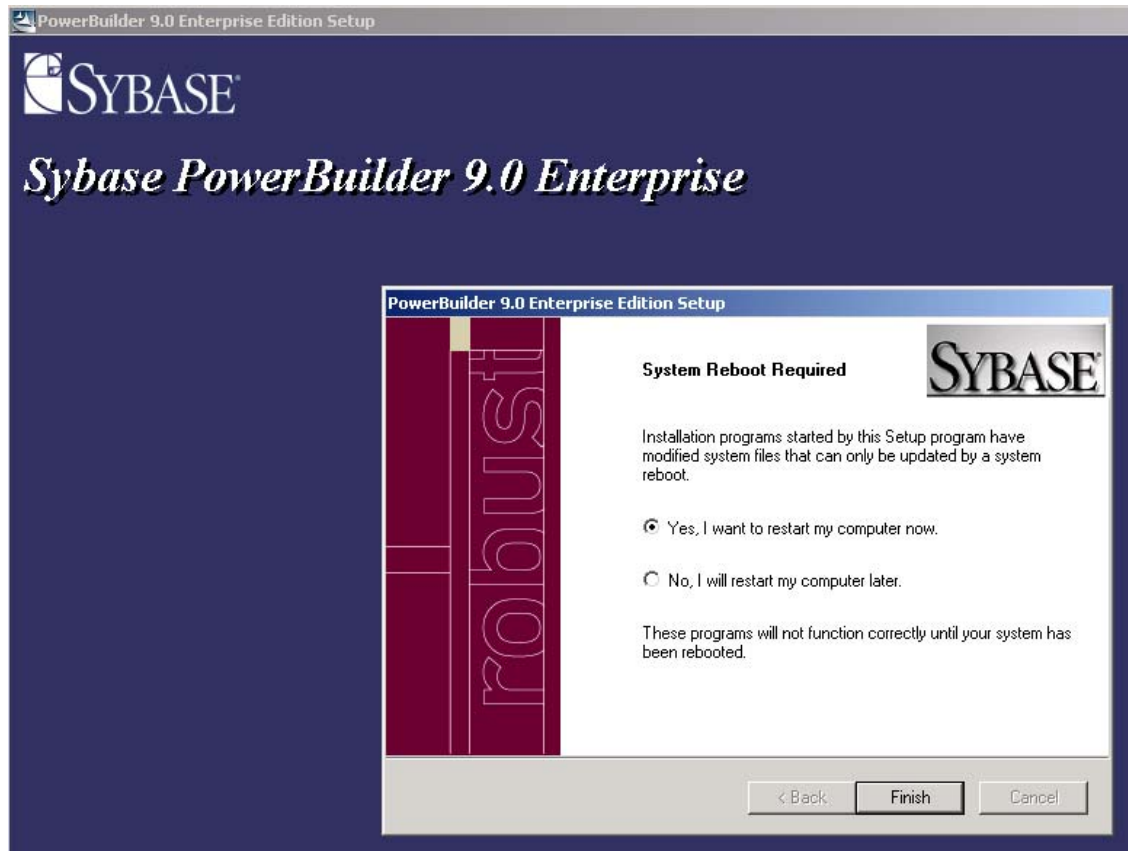 PowerBuilder 9.0 Enterprise Edition Setup
SYBASE®
Sybase PowerBuilder 9.0 Enterprise
PowerBuilder 9.0 Enterprise Edition Setup
robusti
System Reboot Required
SYBASE®
Installation programs started by this Setup program have
modified system files that can only be updated by a system
reboot.
Yes, I want to restart my computer now.
No, I will restart my computer later.
These programs will not function correctly until your system has
been rebooted.
< Back
Finish
Cancel